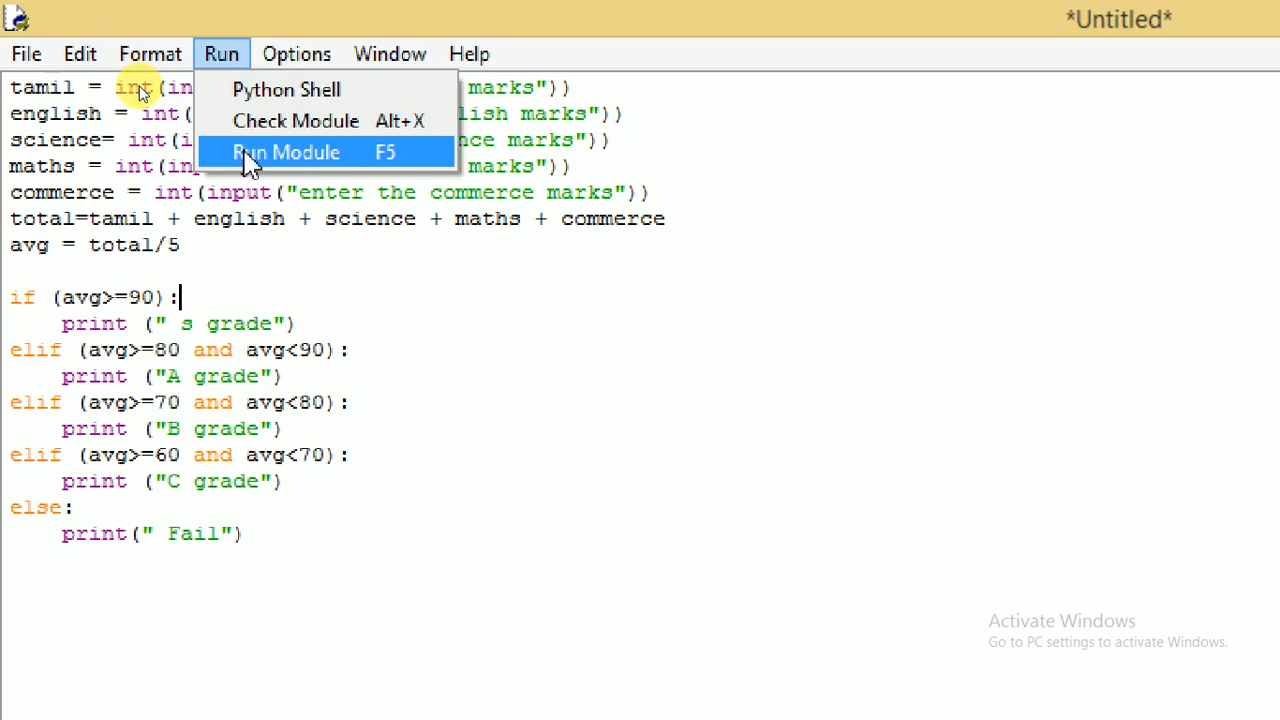 *Untitled*
File Edit Format Run Options Window Help
tamil = int(in marks"))
Python Shell
english = int( lish marks"))
Check Module Alt+X
science= int(i nce marks"))
Run Module F5
maths = int(inp marks"))
commerce = int(input("enter the commerce marks"))
total=tamil + english + science + maths + commerce
avg = total/5
if (avg>=90):
print (" s grade")
elif (avg>=80 and avg<90):
print ("A grade")
elif (avg>=70 and avg<80):
print ("B grade")
elif (avg>=60 and avg<70):
print ("C grade")
else:
print(" Fail")
Activate Windows
Go to PC settings to activate Windows.